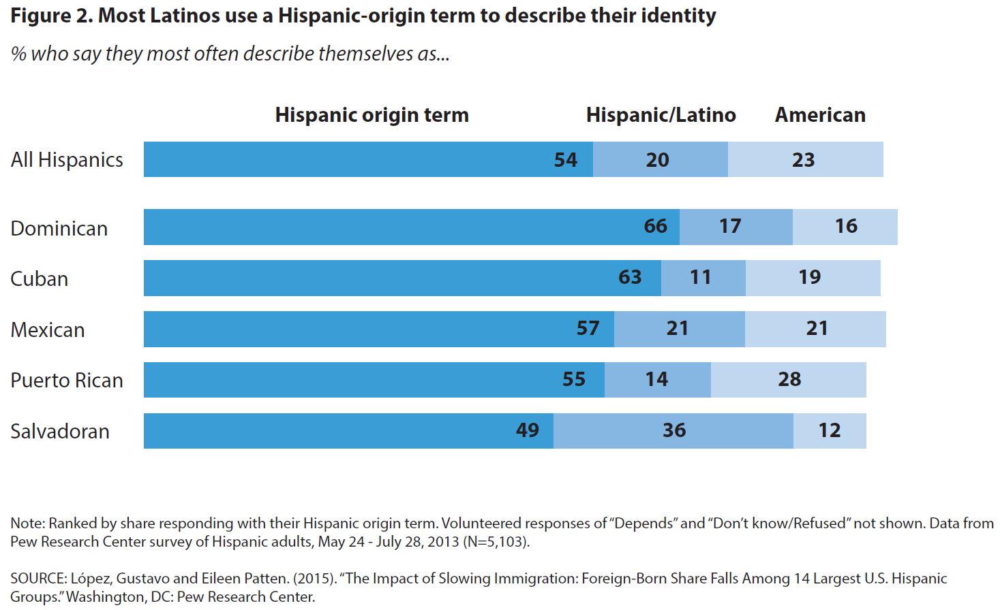 Figure 2. Most Latinos use a Hispanic-origin term to describe their identity
% who say they most often describe themselves as...
Hispanic origin term Hispanic/Latino American
All Hispanics 54 20 23
Dominican 66 17 16
Cuban 63 11 19
Mexican 57 21 21
Puerto Rican 55 14 28
Salvadoran 49 36 12
Note: Ranked by share responding with their Hispanic origin term. Volunteered responses of “Depends” and “Don’t know/Refused” not shown. Data from
Pew Research Center survey of Hispanic adults, May 24 - July 28, 2013 (N=5,103).
SOURCE: López, Gustavo and Eileen Patten. (2015). “The Impact of Slowing Immigration: Foreign-Born Share Falls Among 14 Largest U.S. Hispanic
Groups.” Washington, DC: Pew Research Center.